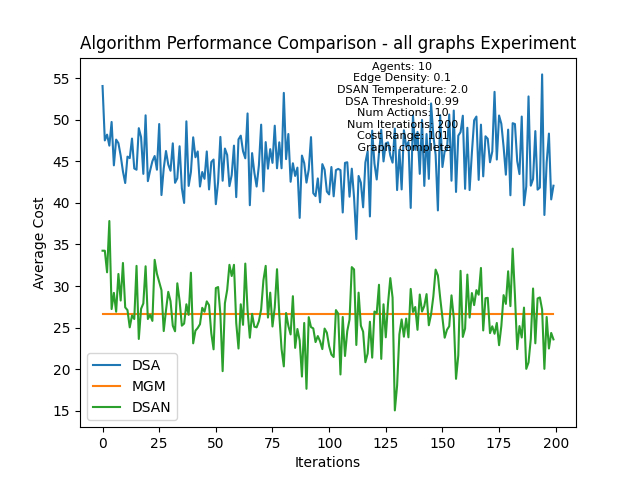 Algorithm Performance Comparison - all graphs Experiment
Agents: 10
Edge Density: 0.1
DSAN Temperature: 2.0
DSA Threshold: 0.99
Num Actions: 10
Num Iterations: 200
Cost Range: 101
Graph: complete
Average Cost
55
50
45
40
35
30
25
20
15
DSA
MGM
DSAN
0
25
50
75
100
125
150
175
200
Iterations